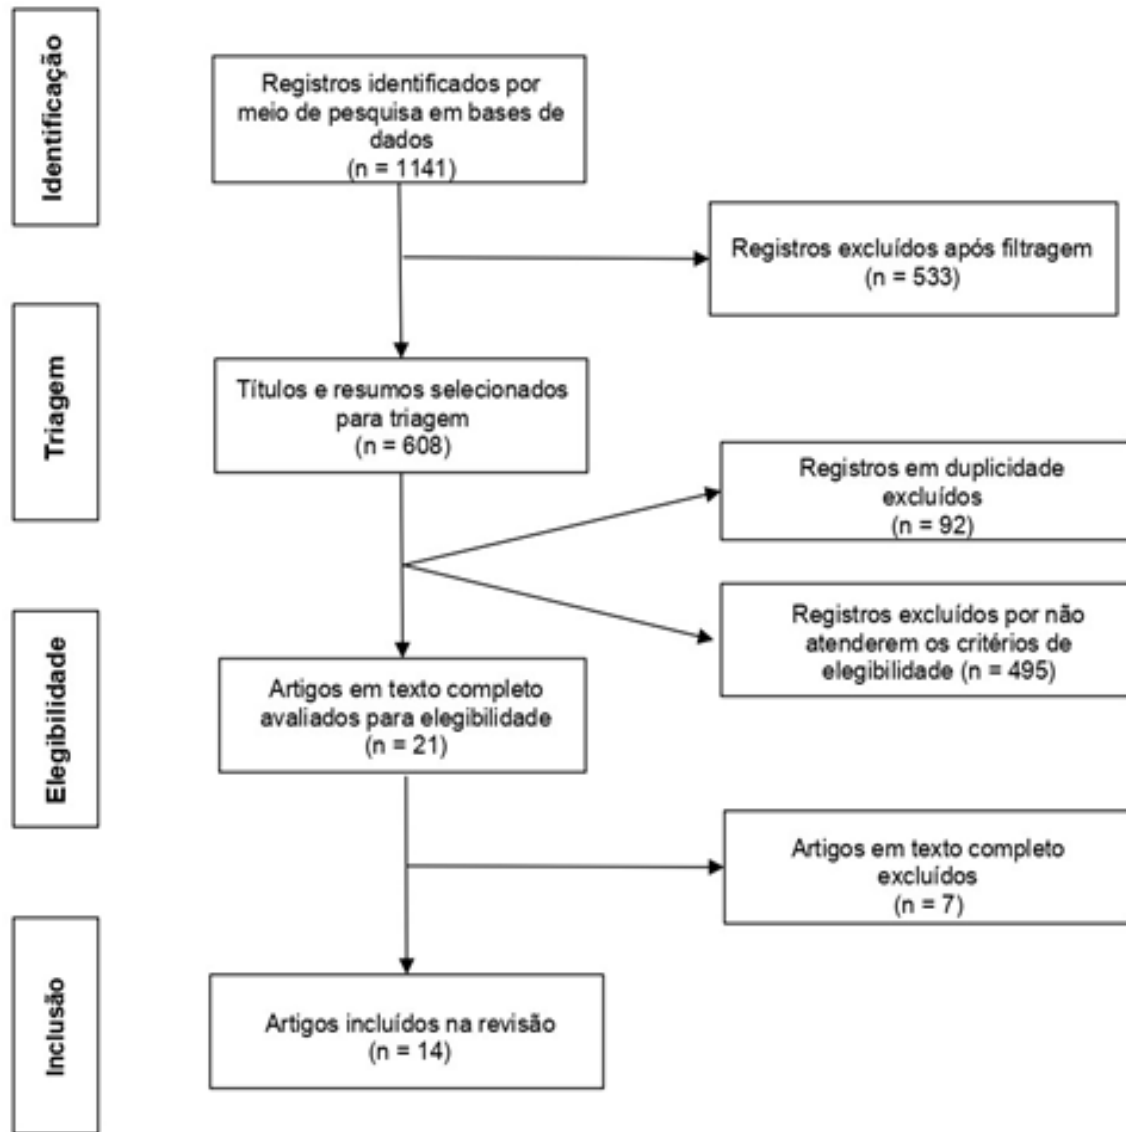 Identificação
Registros identificados por
meio de pesquisa em bases de
dados
(n = 1141)
Registros excluídos após filtragem
(n = 533)
Triagem
Títulos e resumos selecionados
para triagem
(n = 608)
Registros em duplicidade
excluídos
(n = 92)
Registros excluídos por não
atenderem os critérios de
elegibilidade (n = 495)
Elegibilidade
Artigos em texto completo
avaliados para elegibilidade
(n = 21)
Artigos em texto completo
excluídos
(n = 7)
Inclusão
Artigos incluídos na revisão
(n = 14)